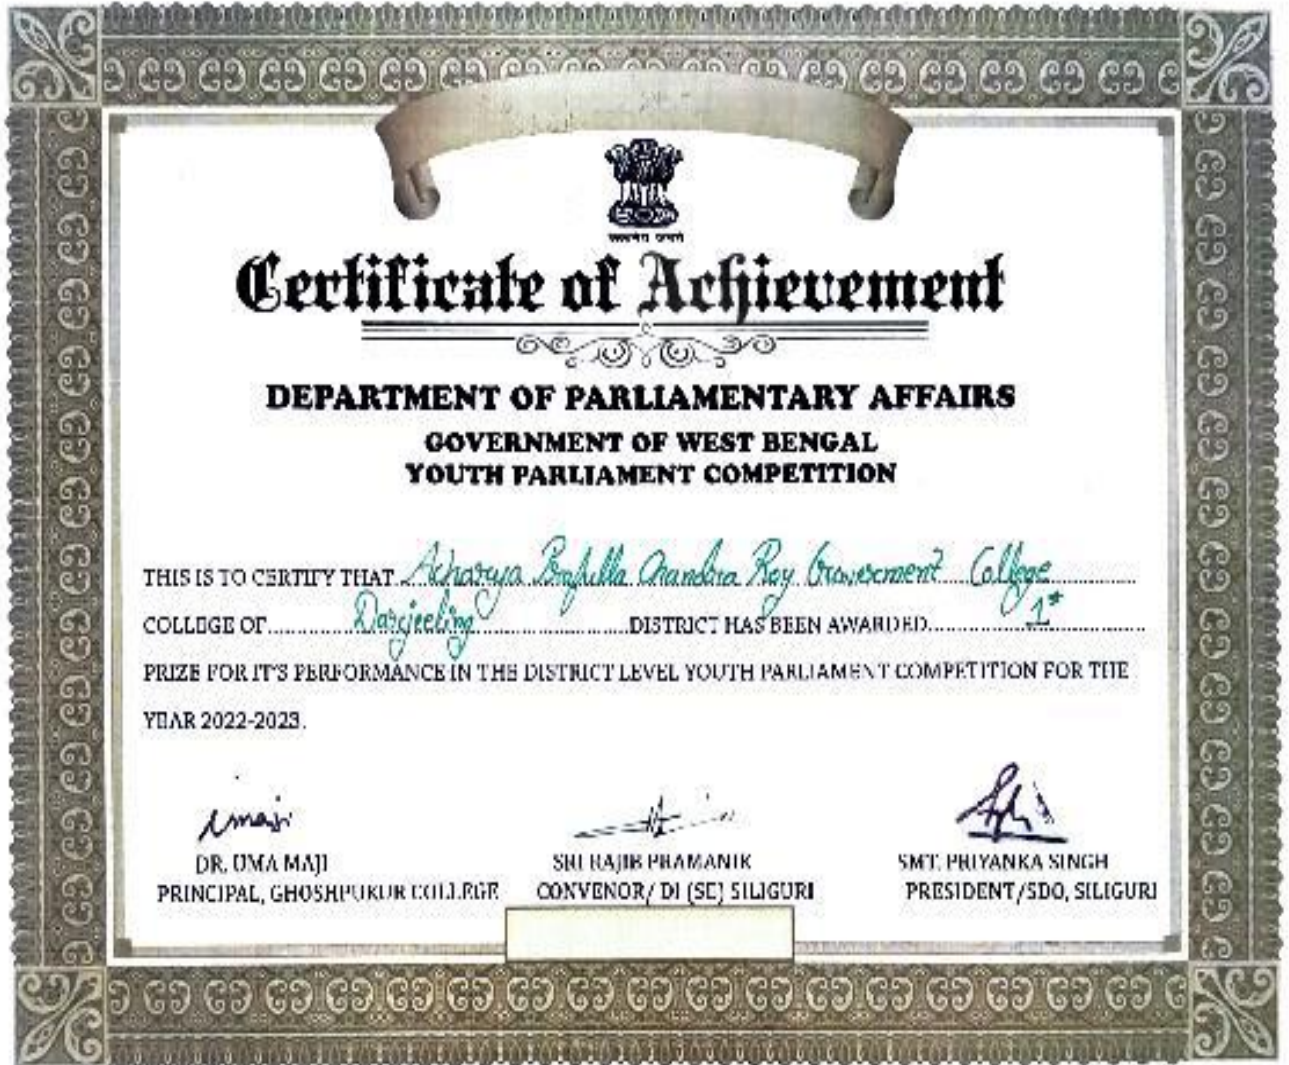 सत्यमेव जयते
Certificate of Achievement
DEPARTMENT OF PARLIAMENTARY AFFAIRS
GOVERNMENT OF WEST BENGAL
YOUTH PARLIAMENT COMPETITION
THIS IS TO CERTIFY THAT Acharya Prafulla Chandra Roy Government College
COLLEGE OF Darjeeling DISTRICT HAS BEEN AWARDED 1st
PRIZE FOR IT'S PERFORMANCE IN THE DISTRICT LEVEL YOUTH PARLIAMENT COMPETITION FOR THE
YEAR 2022-2023.
DR. UMA MAJI SRI RAJIB PRAMANIK SMT. PRIYANKA SINGH
PRINCIPAL, GHOSHPUKUR COLLEGE CONVENOR/ DI (SE) SILIGURI PRESIDENT/SDO, SILIGURI